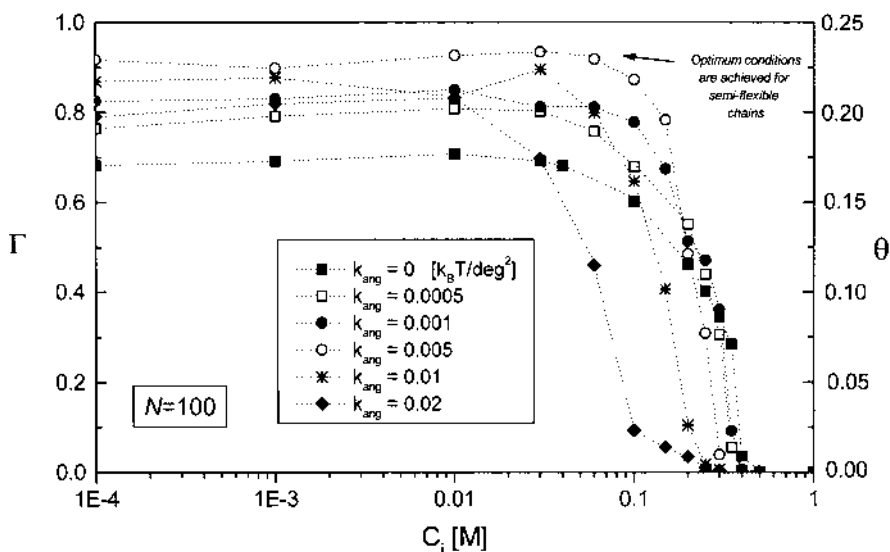 1.0
0.8
0.6
0.4
0.2
0.0
Γ
0.25
0.20
0.15
0.10
0.05
0.00
θ
Optimum conditions
are achieved for
semi-flexible
chains
k_ang = 0 [k_BT/deg²]
k_ang = 0.0005
k_ang = 0.001
k_ang = 0.005
k_ang = 0.01
k_ang = 0.02
N=100
1E-4 1E-3 0.01 0.1 1
C_i [M]